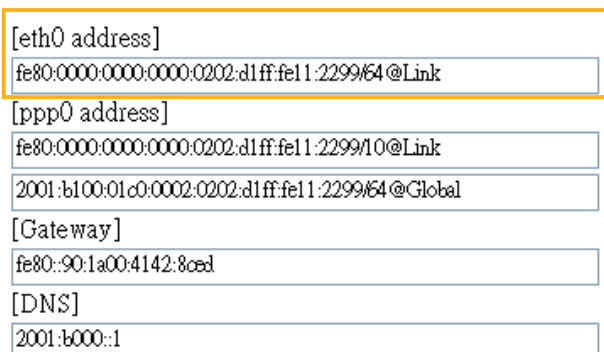 [eth0 address]
fe80:0000:0000:0000:0202:d1ff:fe11:2299/64@Link
[ppp0 address]
fe80:0000:0000:0000:0202:d1ff:fe11:2299/10@Link
2001:b100:01c0:0002:0202:d1ff:fe11:2299/64@Global
[Gateway]
fe80::90:1a00:4142:8ced
[DNS]
2001:b000::1